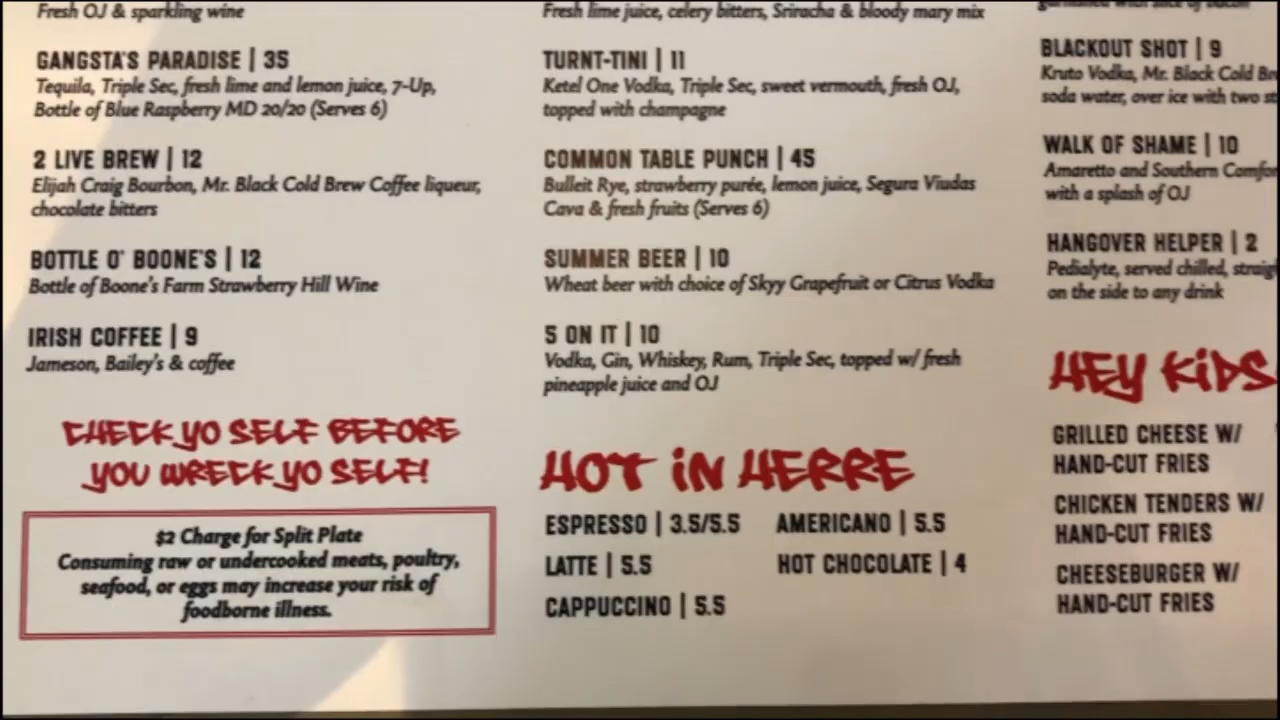 Fresh OJ & sparkling wine
GANGSTA'S PARADISE | 35
Tequila, Triple Sec, fresh lime and lemon juice, 7-Up,
Bottle of Blue Raspberry MD 20/20 (Serves 6)
2 LIVE BREW | 12
Elijah Craig Bourbon, Mr. Black Cold Brew Coffee liqueur,
chocolate bitters
BOTTLE O' BOONE'S | 12
Bottle of Boone's Farm Strawberry Hill Wine
IRISH COFFEE | 9
Jameson, Bailey's & coffee
CHECK YO SELF BEFORE
YOU WRECK YO SELF!
$2 Charge for Split Plate
Consuming raw or undercooked meats, poultry,
seafood, or eggs may increase your risk of
foodborne illness.
Fresh lime juice, celery bitters, Sriracha & bloody mary mix
TURNT-TINI | 11
Ketel One Vodka, Triple Sec, sweet vermouth, fresh OJ,
topped with champagne
COMMON TABLE PUNCH | 45
Bulleit Rye, strawberry purée, lemon juice, Segura Viudas
Cava & fresh fruits (Serves 6)
SUMMER BEER | 10
Wheat beer with choice of Skyy Grapefruit or Citrus Vodka
5 ON IT | 10
Vodka, Gin, Whiskey, Rum, Triple Sec, topped w/ fresh
pineapple juice and OJ
HOT IN HERRE
ESPRESSO | 3.5/5.5
AMERICANO | 5.5
LATTE | 5.5
HOT CHOCOLATE | 4
CAPPUCCINO | 5.5
garnished with slice of bacon
BLACKOUT SHOT | 9
Kruto Vodka, Mr. Black Cold
soda water, over ice with two
WALK OF SHAME | 10
Amaretto and Southern
with a splash of OJ
HANGOVER HELPER | 2
Pedialyte, served chilled,
on the side to any drink
HEY KIDS
GRILLED CHEESE W/
HAND-CUT FRIES
CHICKEN TENDERS W/
HAND-CUT FRIES
CHEESEBURGER W/
HAND-CUT FRIES